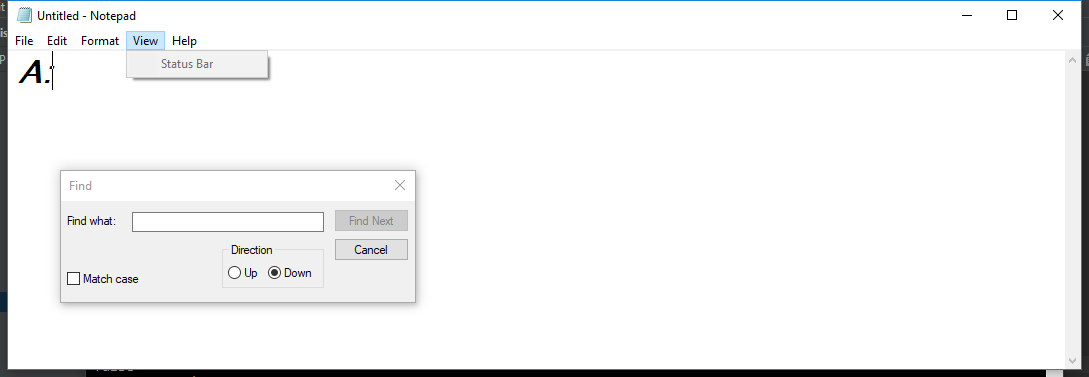 Untitled - Notepad
File Edit Format View Help
Status Bar
A:
Find
Find what:
Find Next
Cancel
Direction
Up Down
Match case